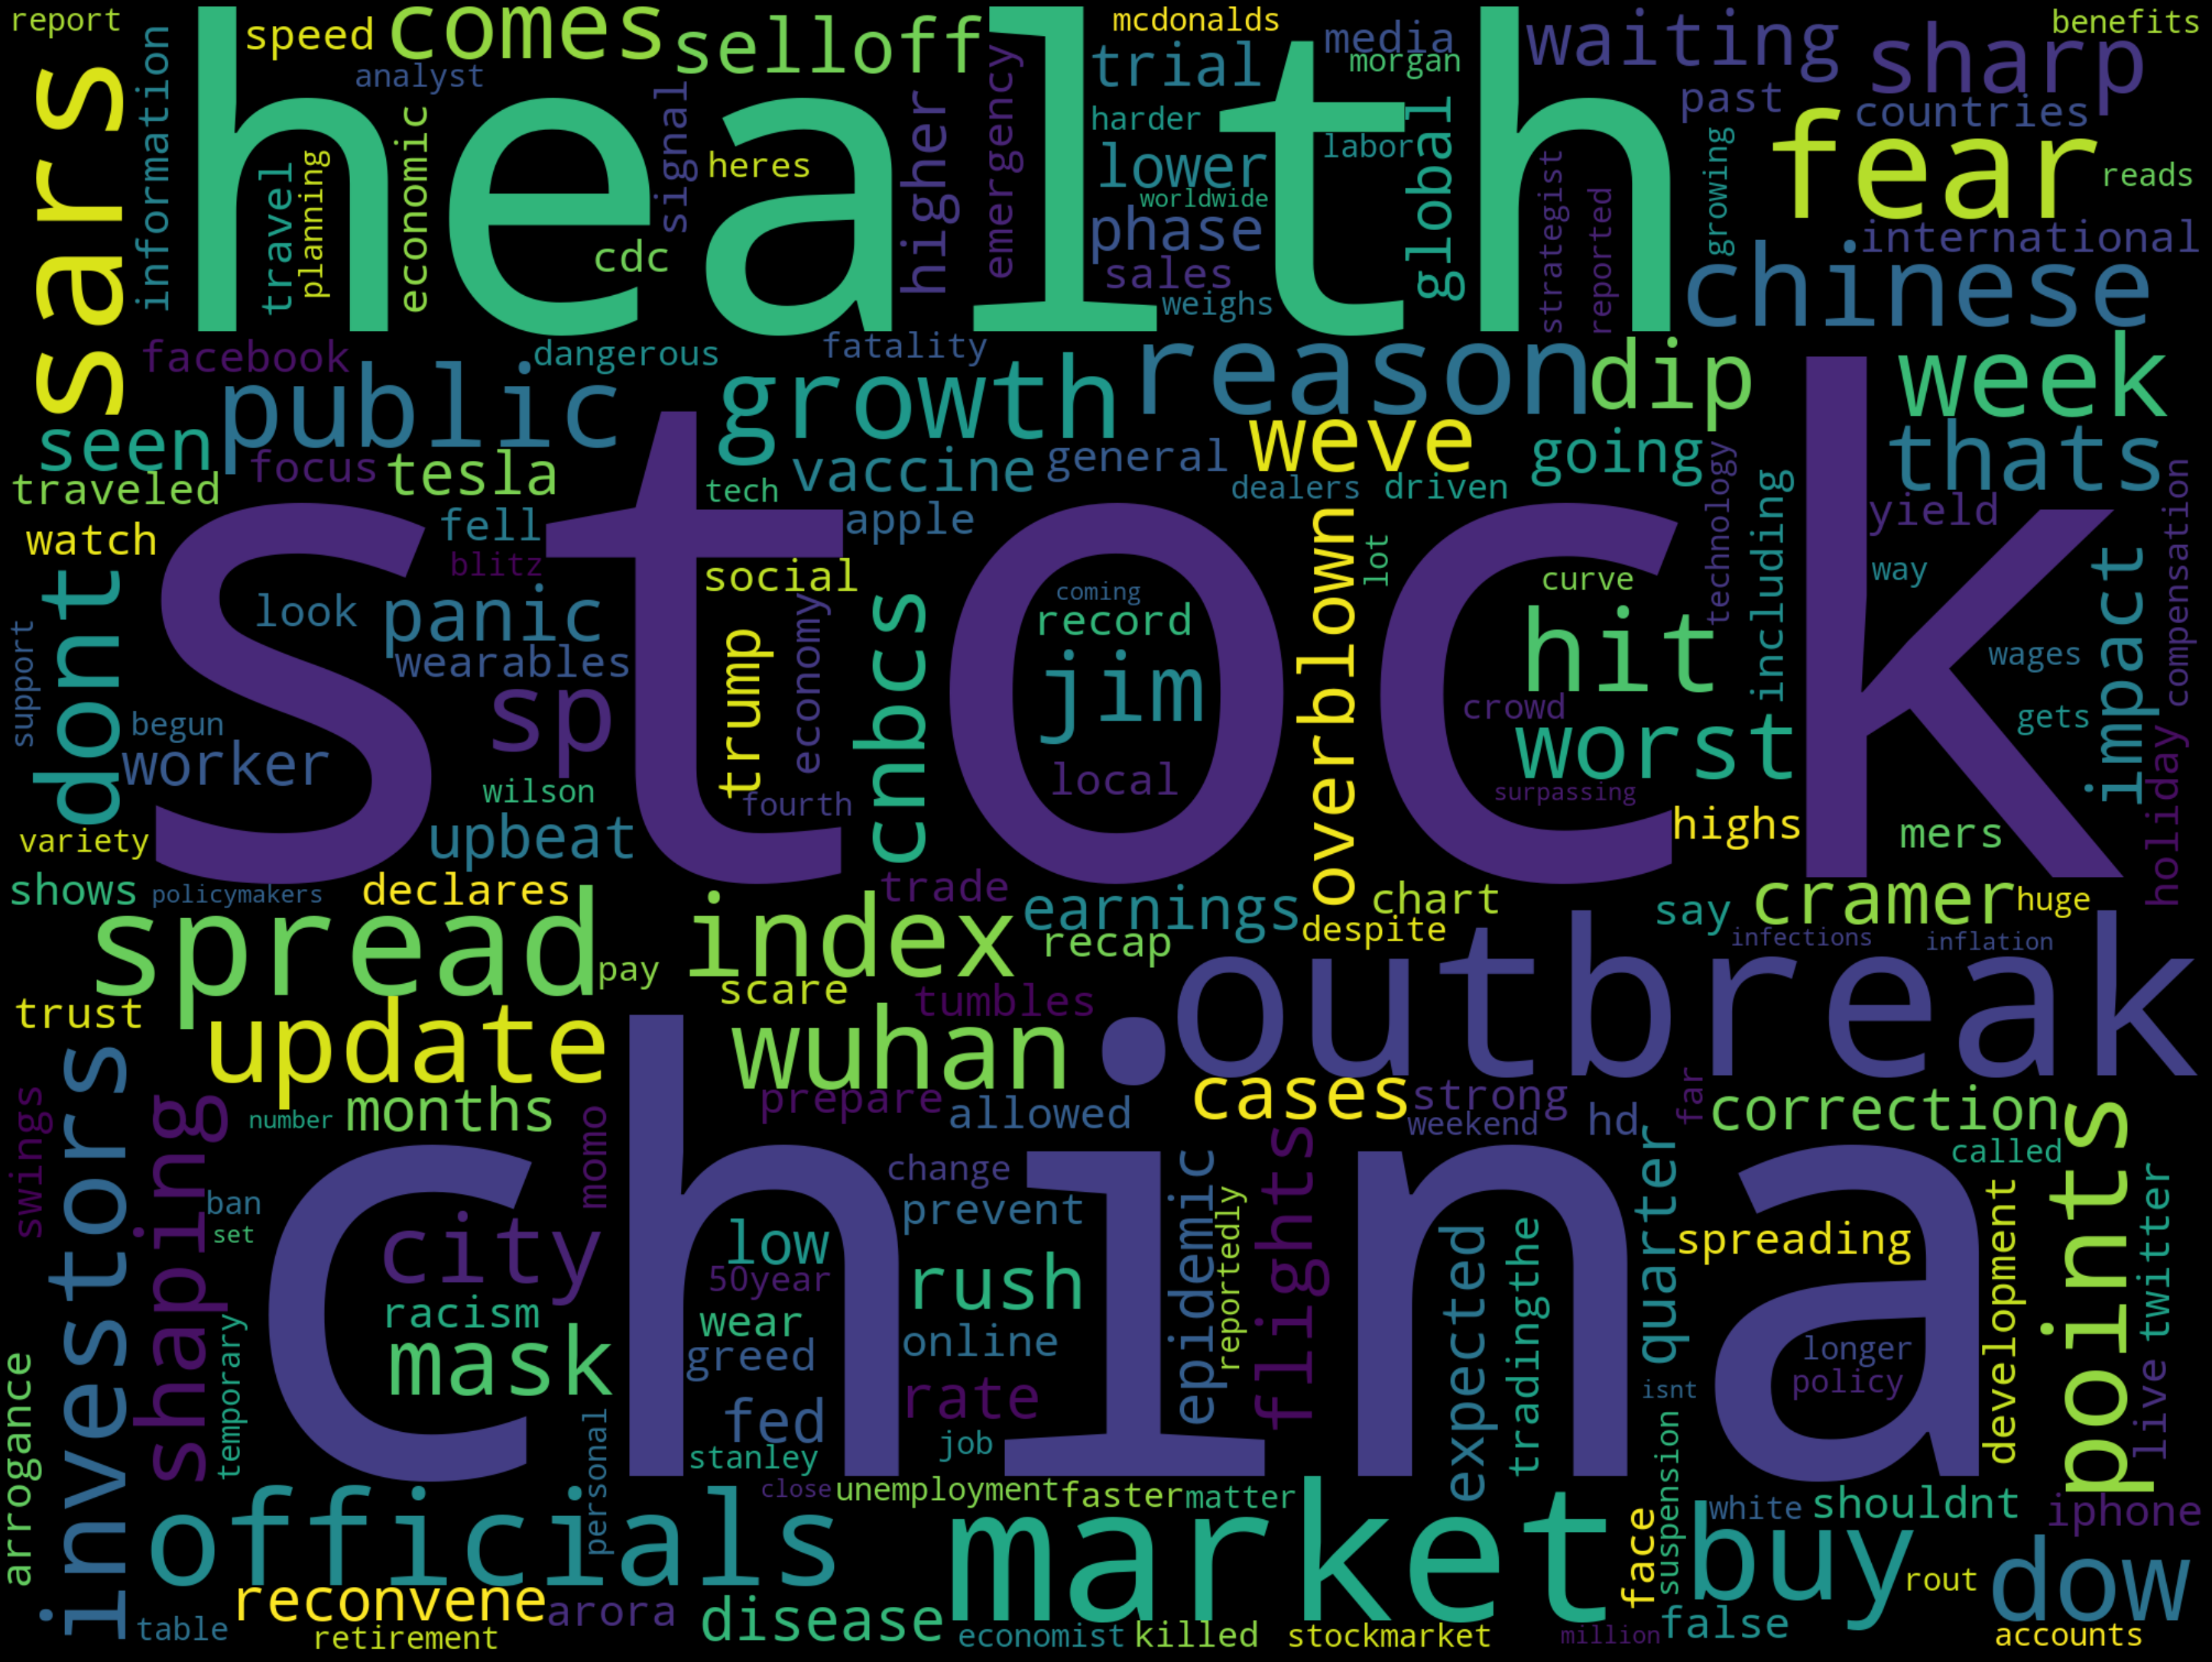 report
speed
comes
selloff
mcdonalds
media
waiting
sharp
benefits
sars
information
analyst
health
signal
higher
emergency
trial
morgan
past
countries
fear
reads
travel
planning
economic
heres
cdc
harder
lower
worldwide
phase
sales
weighs
labor
global
strategist
reported
growing
international
chinese
facebook
dangerous
fatality
reason
dip
week
public
growth
weve
going
thats
seen
focus
tesla
tech
vaccine
general
dealers
driven
technology
including
traveled
watch
fell
apple
yield
compensation
stock
blitz
social
coming
overblown
lot
curve
way
dont
look
panic
wearables
trump
economy
cnbcs
record
jim
hit
impact
wages
support
begun
worker
sp
local
crowd
worst
gets
holiday
wilson
fourth
surpassing
variety
upbeat
highs
mers
shows
policymakers
declares
trade
earnings
chart
say
cramer
huge
spread
pay
index
recap
despite
infections
inflation
scare
tumbles
outbreak
trust
update
wuhan
cases
strong
weekend
hd
far
correction
swings
investors
shaping
number
months
prepare
allowed
called
points
momo
china
change
ban
set
city
low
prevent
epidemic
reportedly
flights
expected
tradingthe
quarter
spreading
development
twitter
live
50year
rush
racism
wear
mask
greed
online
longer
policy
isnt
arrogance
temporary
personal
fed
rate
stanley
job
suspension
close
unemployment
faster
matter
officials
market
face
white
shouldnt
iphone
buy
rout
dow
reconvene
arora
disease
false
table
retirement
economist
killed
stockmarket
million
accounts